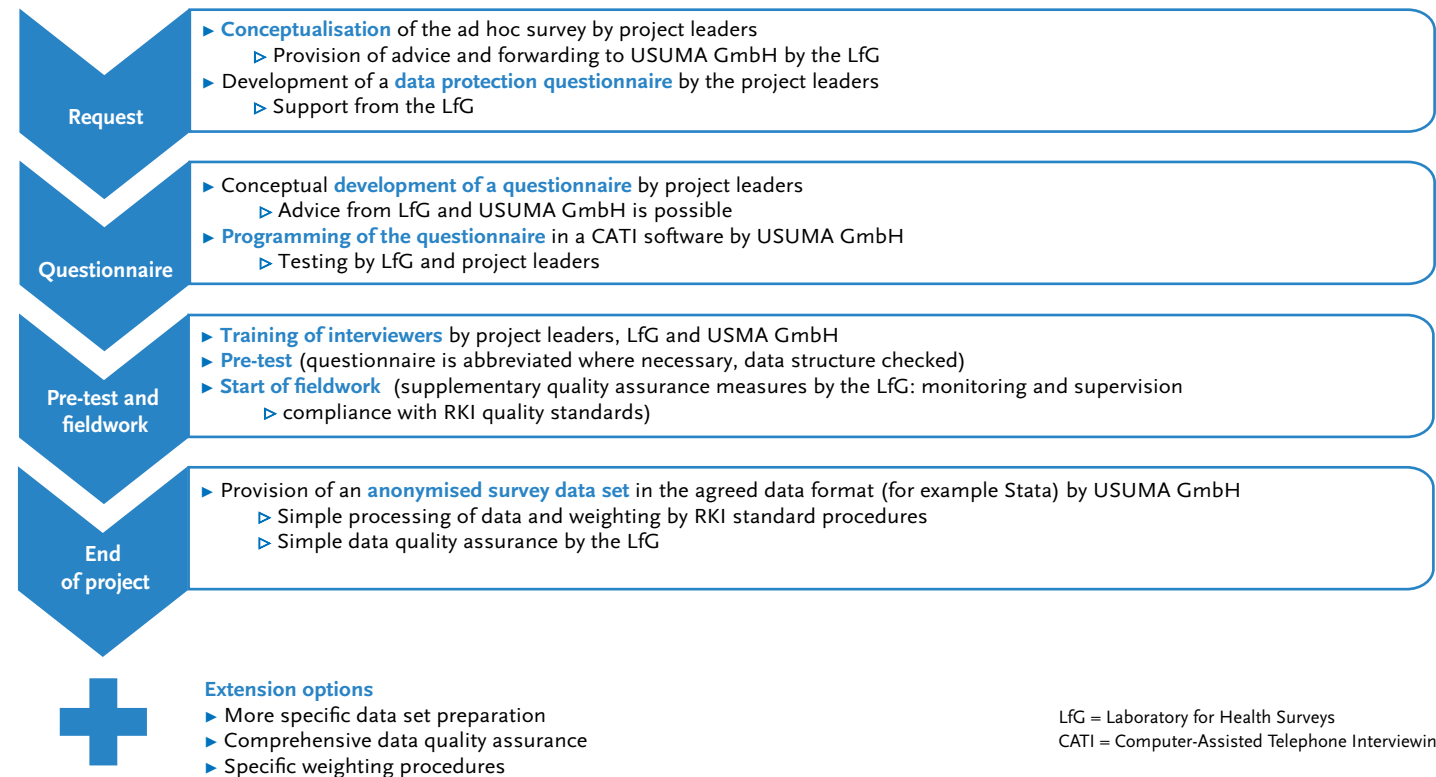 Request
► Conceptualisation of the ad hoc survey by project leaders
▷ Provision of advice and forwarding to USUMA GmbH by the LfG
► Development of a data protection questionnaire by the project leaders
▷ Support from the LfG
Questionnaire
► Conceptual development of a questionnaire by project leaders
▷ Advice from LfG and USUMA GmbH is possible
► Programming of the questionnaire in a CATI software by USUMA GmbH
▷ Testing by LfG and project leaders
Pre-test and
fieldwork
► Training of interviewers by project leaders, LfG and USMA GmbH
► Pre-test (questionnaire is abbreviated where necessary, data structure checked)
► Start of fieldwork (supplementary quality assurance measures by the LfG: monitoring and supervision
▷ compliance with RKI quality standards)
End
of project
► Provision of an anonymised survey data set in the agreed data format (for example Stata) by USUMA GmbH
▷ Simple processing of data and weighting by RKI standard procedures
▷ Simple data quality assurance by the LfG
Extension options
► More specific data set preparation
► Comprehensive data quality assurance
► Specific weighting procedures
LfG = Laboratory for Health Surveys
CATI = Computer-Assisted Telephone Interviewin